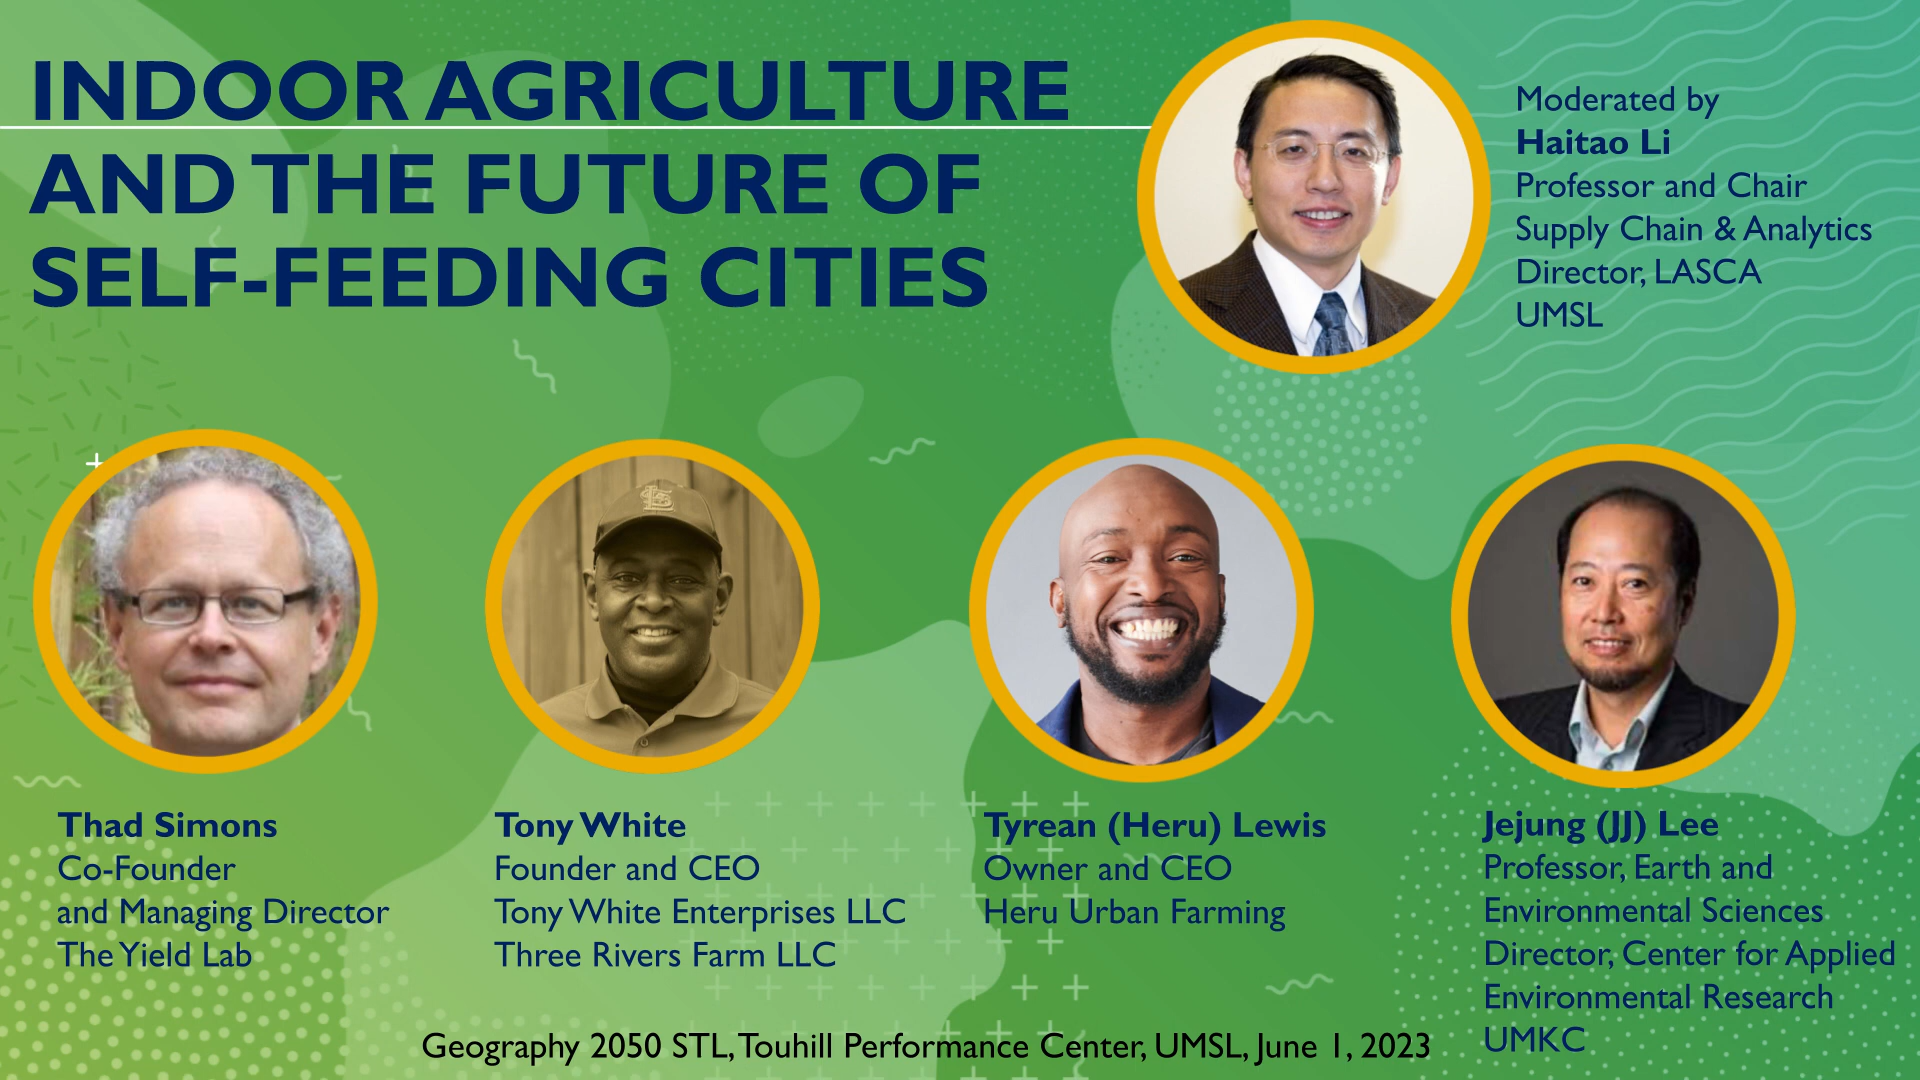 INDOOR AGRICULTURE
AND THE FUTURE OF
SELF-FEEDING CITIES
Moderated by
Haitao Li
Professor and Chair
Supply Chain & Analytics
Director, LASCA
UMSL
StL
Thad Simons
Co-Founder
and Managing Director
The Yield Lab
Tony White
Founder and CEO
Tony White Enterprises LLC
Three Rivers Farm LLC
Tyrean (Heru) Lewis
Owner and CEO
Heru Urban Farming
Jejung (JJ) Lee
Professor, Earth and
Environmental Sciences
Director, Center for Applied
Environmental Research
UMKC
Geography 2050 STL, Touhill Performance Center, UMSL, June 1, 2023